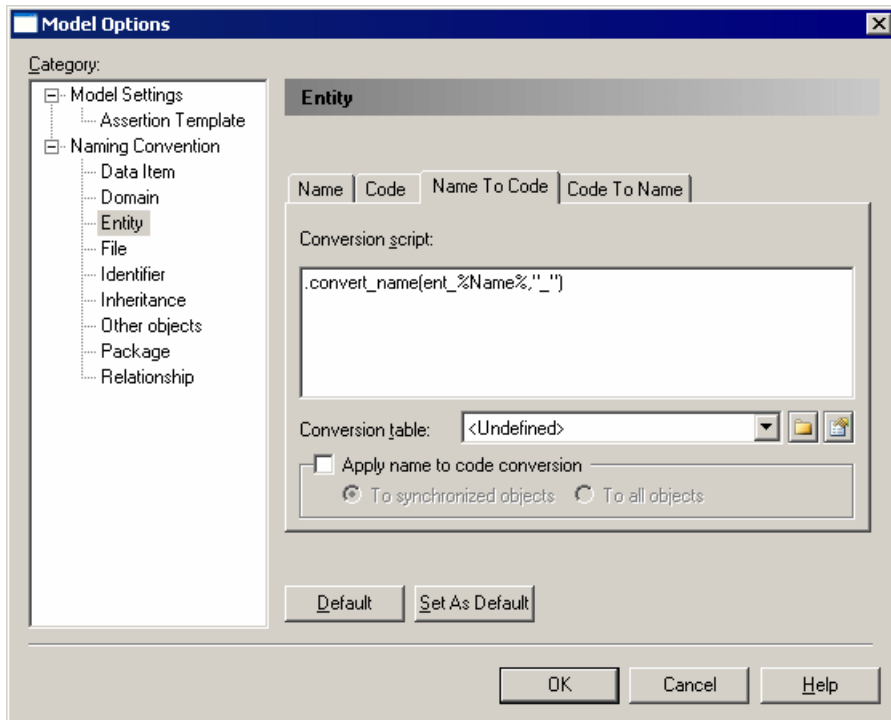 Model Options
Category:
Model Settings
Assertion Template
Naming Convention
Data Item
Domain
Entity
File
Identifier
Inheritance
Other objects
Package
Relationship
Entity
Name Code Name To Code Code To Name
Conversion script:
.convert_name(ent_%Name%,"_")
Conversion table: <Undefined>
Apply name to code conversion
To synchronized objects To all objects
Default Set As Default
OK Cancel Help